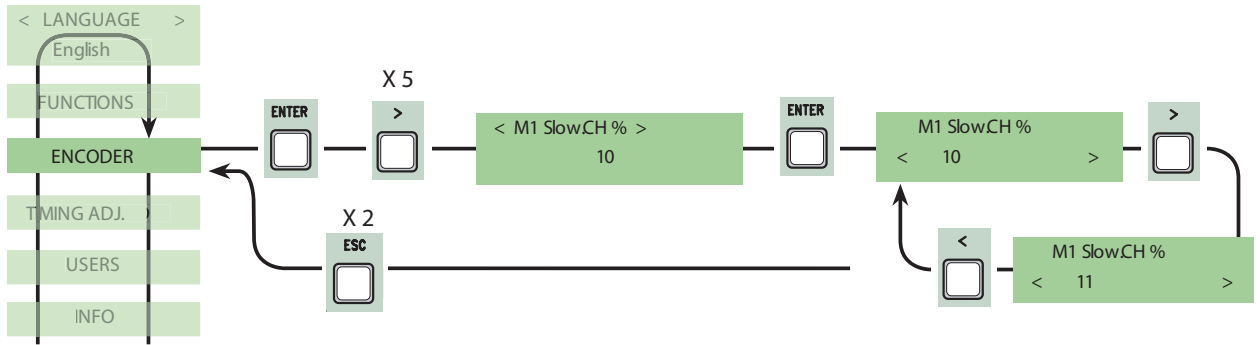 < LANGUAGE >
English
FUNCTIONS
ENCODER
TIMING ADJ.
USERS
INFO
ENTER
X 5
>
< M1 Slow.CH % >
10
ENTER
M1 Slow.CH %
< 10 >
>
X 2
ESC
<
M1 Slow.CH %
< 11 >